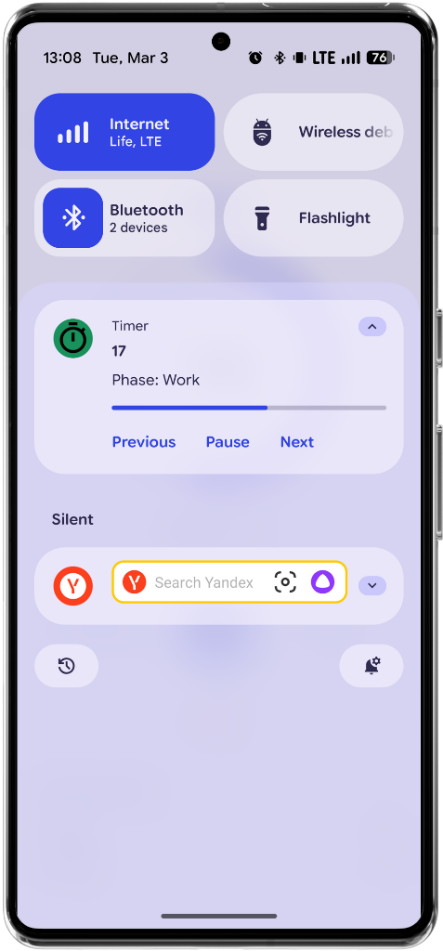 13:08 Tue, Mar 3 LTE 76
Internet
Life, LTE
Wireless deb
Bluetooth
2 devices
Flashlight
Timer
17
Phase: Work
Previous Pause Next
Silent
Search Yandex